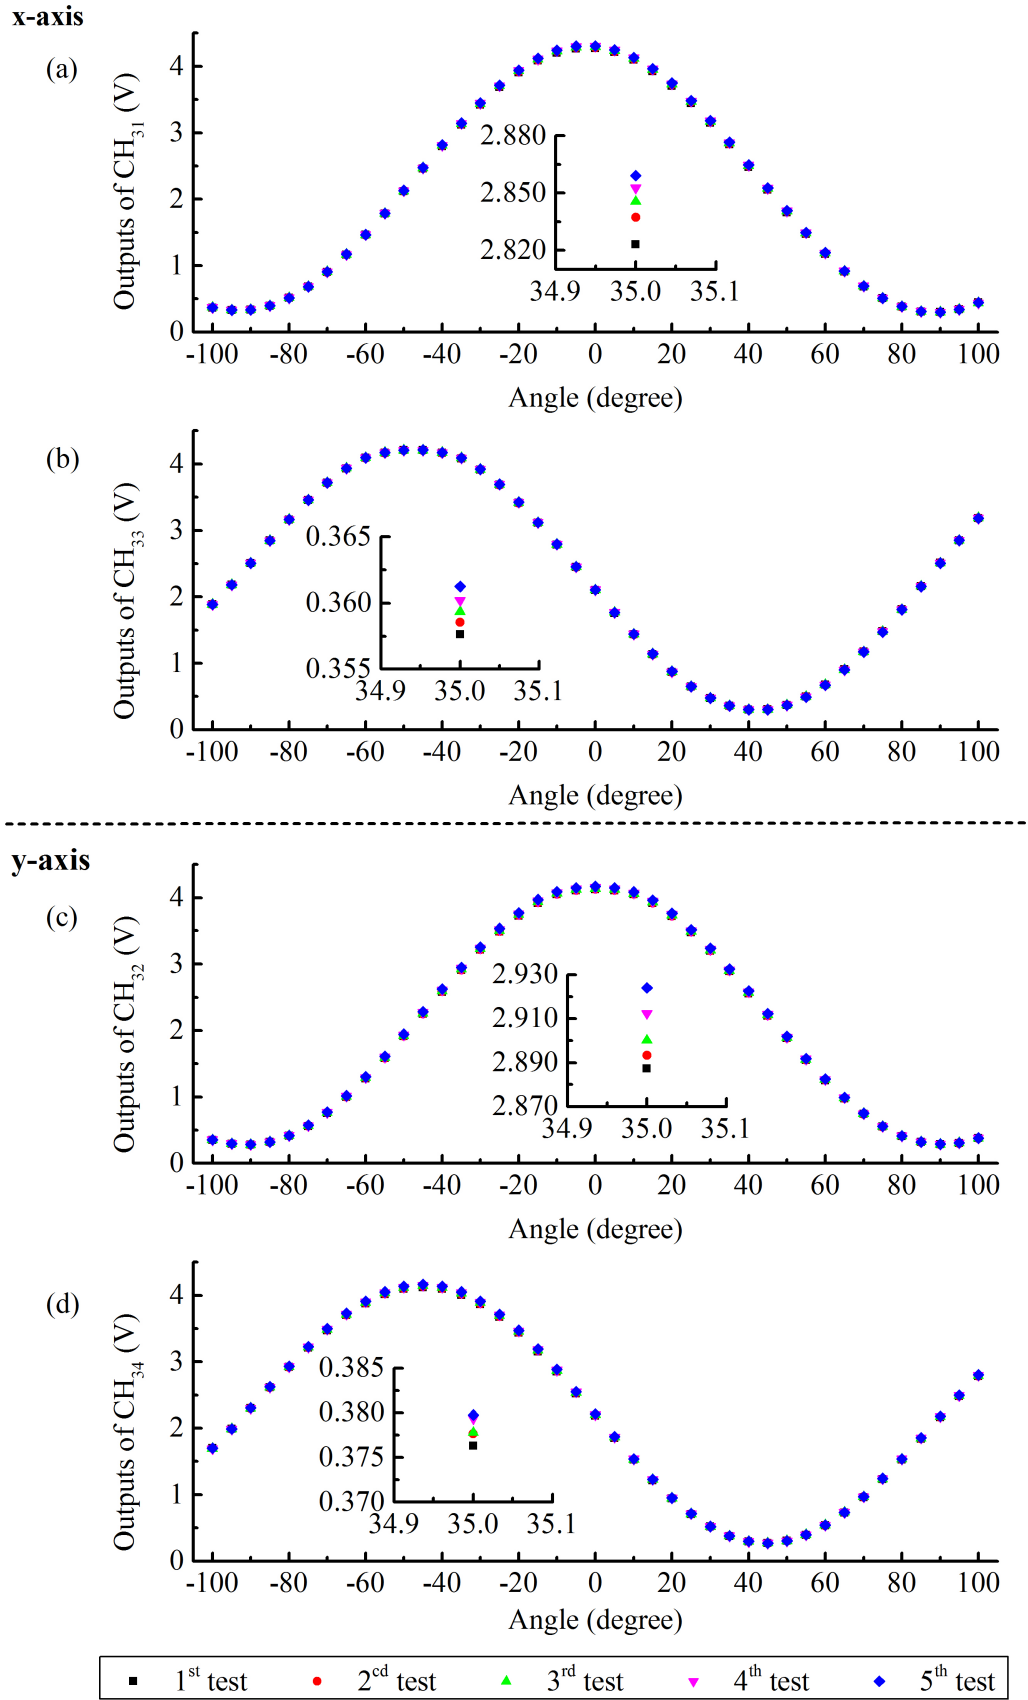 x-axis
(a)
Outputs of CH31 (V)
4
3
2
1
0
2.880
2.850
2.820
34.9 35.0 35.1
-100 -80 -60 -40 -20 0 20 40 60 80 100
Angle (degree)
(b)
Outputs of CH33 (V)
4
3
2
1
0
0.365
0.360
0.355
34.9 35.0 35.1
-100 -80 -60 -40 -20 0 20 40 60 80 100
Angle (degree)
y-axis
(c)
Outputs of CH32 (V)
4
3
2
1
0
2.930
2.910
2.890
2.870
34.9 35.0 35.1
-100 -80 -60 -40 -20 0 20 40 60 80 100
Angle (degree)
(d)
Outputs of CH34 (V)
4
3
2
1
0
0.385
0.380
0.375
0.370
34.9 35.0 35.1
-100 -80 -60 -40 -20 0 20 40 60 80 100
Angle (degree)
1st test 2cd test 3rd test 4th test 5th test